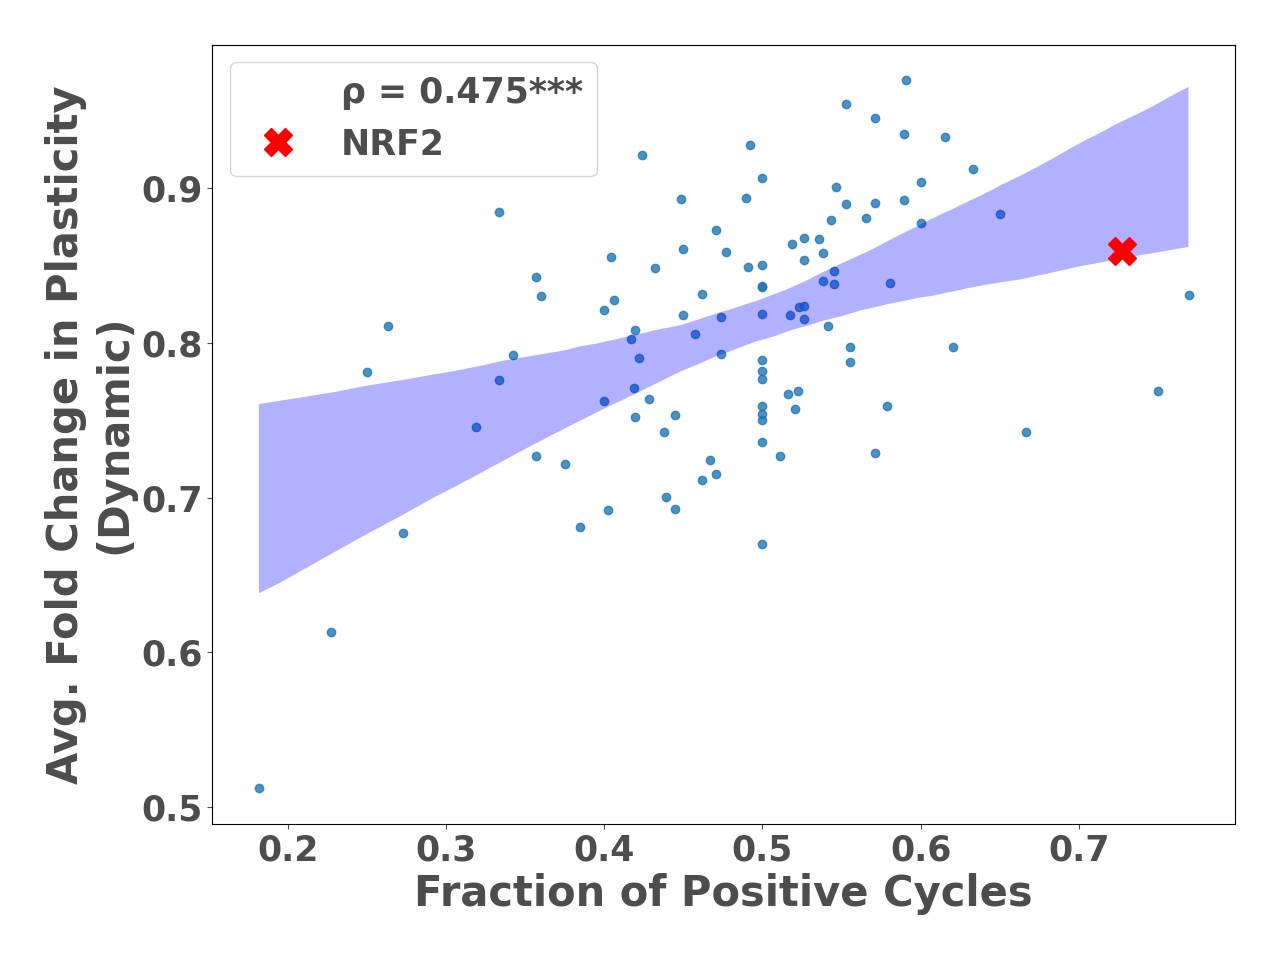 ρ = 0.475***
NRF2
Avg. Fold Change in Plasticity
(Dynamic)
0.9
0.8
0.7
0.6
0.5
0.2 0.3 0.4 0.5 0.6 0.7
Fraction of Positive Cycles